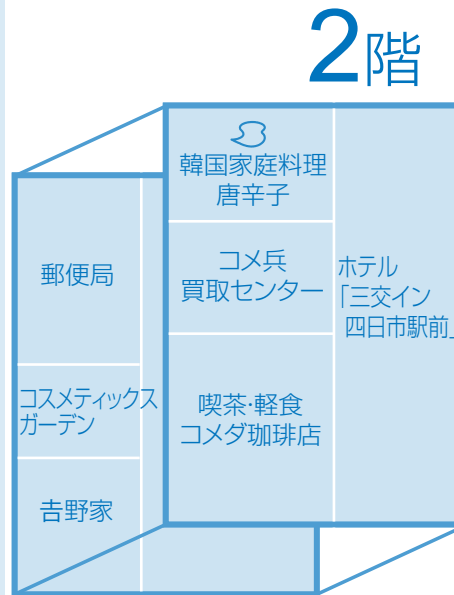 2階
韓国家庭料理
唐辛子
コメ兵
買取センター
喫茶・軽食
コメダ珈琲店
ホテル
「三交イン
四日市駅前」
郵便局
コスメティックス
ガーデン
𠮷野家